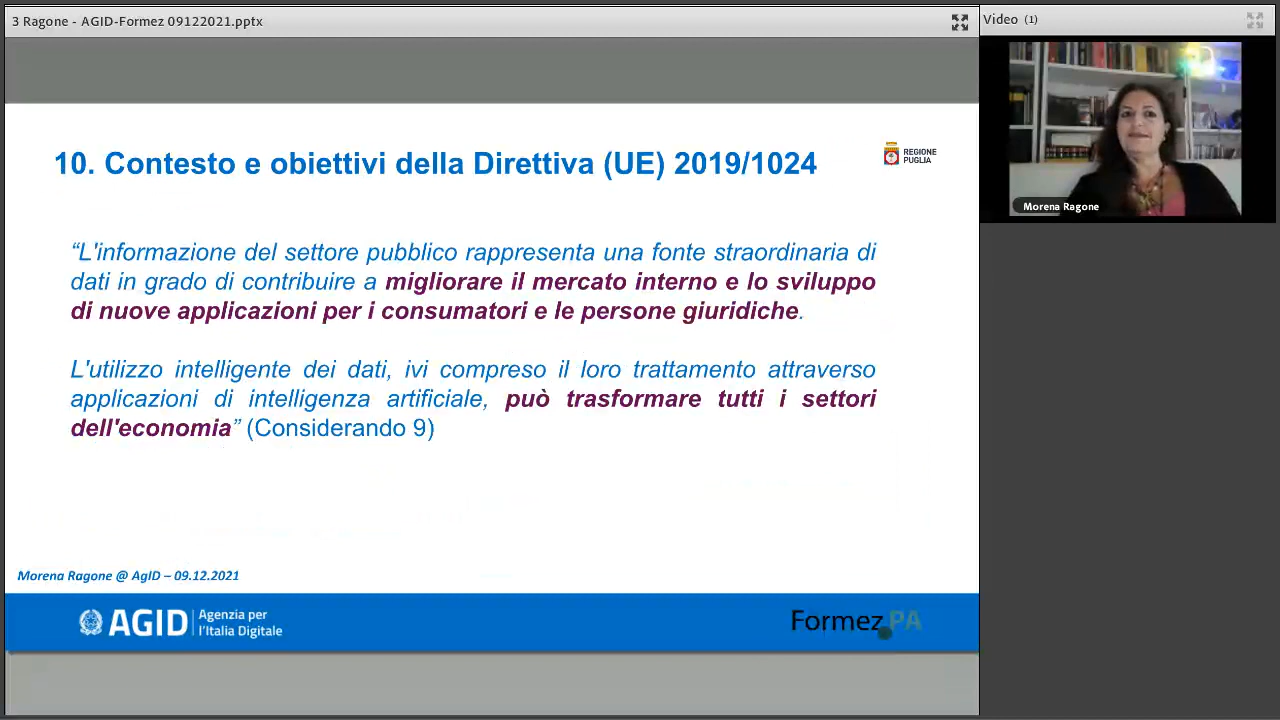 3 Ragone - AGID-Formez 09122021.pptx
Video (1)
Morena Ragone
10. Contesto e obiettivi della Direttiva (UE) 2019/1024
REGIONE
PUGLIA
“L'informazione del settore pubblico rappresenta una fonte straordinaria di
dati in grado di contribuire a migliorare il mercato interno e lo sviluppo
di nuove applicazioni per i consumatori e le persone giuridiche.
L'utilizzo intelligente dei dati, ivi compreso il loro trattamento attraverso
applicazioni di intelligenza artificiale, può trasformare tutti i settori
dell'economia” (Considerando 9)
Morena Ragone @ AgID – 09.12.2021
AGID
Agenzia per
l'Italia Digitale
Formez PA